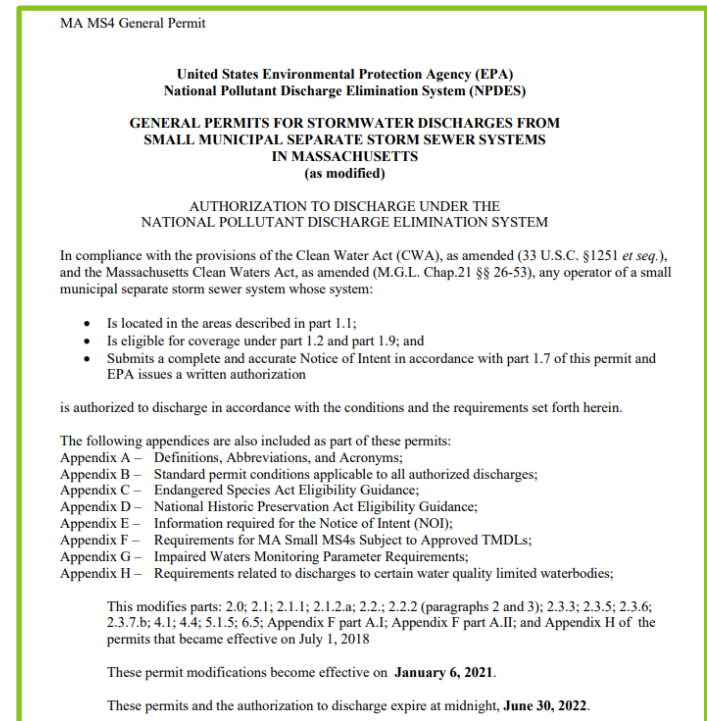 MA MS4 General Permit
United States Environmental Protection Agency (EPA)
National Pollutant Discharge Elimination System (NPDES)
GENERAL PERMITS FOR STORMWATER DISCHARGES FROM
SMALL MUNICIPAL SEPARATE STORM SEWER SYSTEMS
IN MASSACHUSETTS
(as modified)
AUTHORIZATION TO DISCHARGE UNDER THE
NATIONAL POLLUTANT DISCHARGE ELIMINATION SYSTEM
In compliance with the provisions of the Clean Water Act (CWA), as amended (33 U.S.C. §1251 et seq.),
and the Massachusetts Clean Waters Act, as amended (M.G.L. Chap.21 §§ 26-53), any operator of a small
municipal separate storm sewer system whose system:
• Is located in the areas described in part 1.1;
• Is eligible for coverage under part 1.2 and part 1.9; and
• Submits a complete and accurate Notice of Intent in accordance with part 1.7 of this permit and
EPA issues a written authorization
is authorized to discharge in accordance with the conditions and the requirements set forth herein.
The following appendices are also included as part of these permits:
Appendix A – Definitions, Abbreviations, and Acronyms;
Appendix B – Standard permit conditions applicable to all authorized discharges;
Appendix C – Endangered Species Act Eligibility Guidance;
Appendix D – National Historic Preservation Act Eligibility Guidance;
Appendix E – Information required for the Notice of Intent (NOI);
Appendix F – Requirements for MA Small MS4s Subject to Approved TMDLs;
Appendix G – Impaired Waters Monitoring Parameter Requirements;
Appendix H – Requirements related to discharges to certain water quality limited waterbodies;
This modifies parts: 2.0; 2.1; 2.1.1; 2.1.2.a; 2.2.; 2.2.2 (paragraphs 2 and 3); 2.3.3; 2.3.5; 2.3.6;
2.3.7.b; 4.1; 4.4; 5.1.5; 6.5; Appendix F part A.I; Appendix F part A.II; and Appendix H of the
permits that became effective on July 1, 2018
These permit modifications become effective on January 6, 2021.
These permits and the authorization to discharge expire at midnight, June 30, 2022.